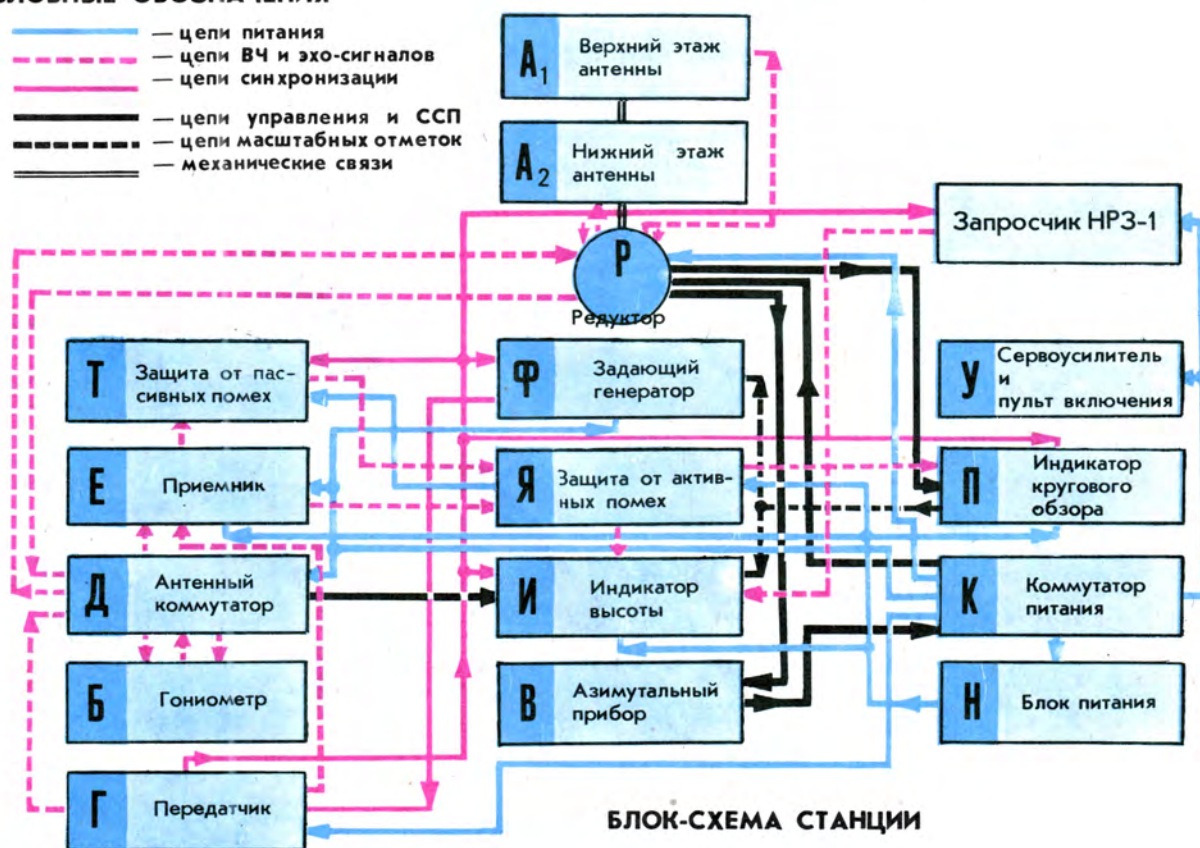 — цепи питания
— цепи ВЧ и эхо-сигналов
— цепи синхронизации
— цепи управления и ССП
— цепи масштабных отметок
— механические связи
А1
Верхний этаж
антенны
А2
Нижний этаж
антенны
Запросчик НРЗ-1
Р
Редуктор
Т
Защита от пас-
сивных помех
Ф
Задающий
генератор
У
Сервоусилитель
и
пульт включения
Е
Приемник
Я
Защита от актив-
ных помех
П
Индикатор
кругового
обзора
Д
Антенный
коммутатор
И
Индикатор
высоты
К
Коммутатор
питания
Б
Гониометр
В
Азимутальный
прибор
Н
Блок питания
Г
Передатчик
БЛОК-СХЕМА СТАНЦИИ